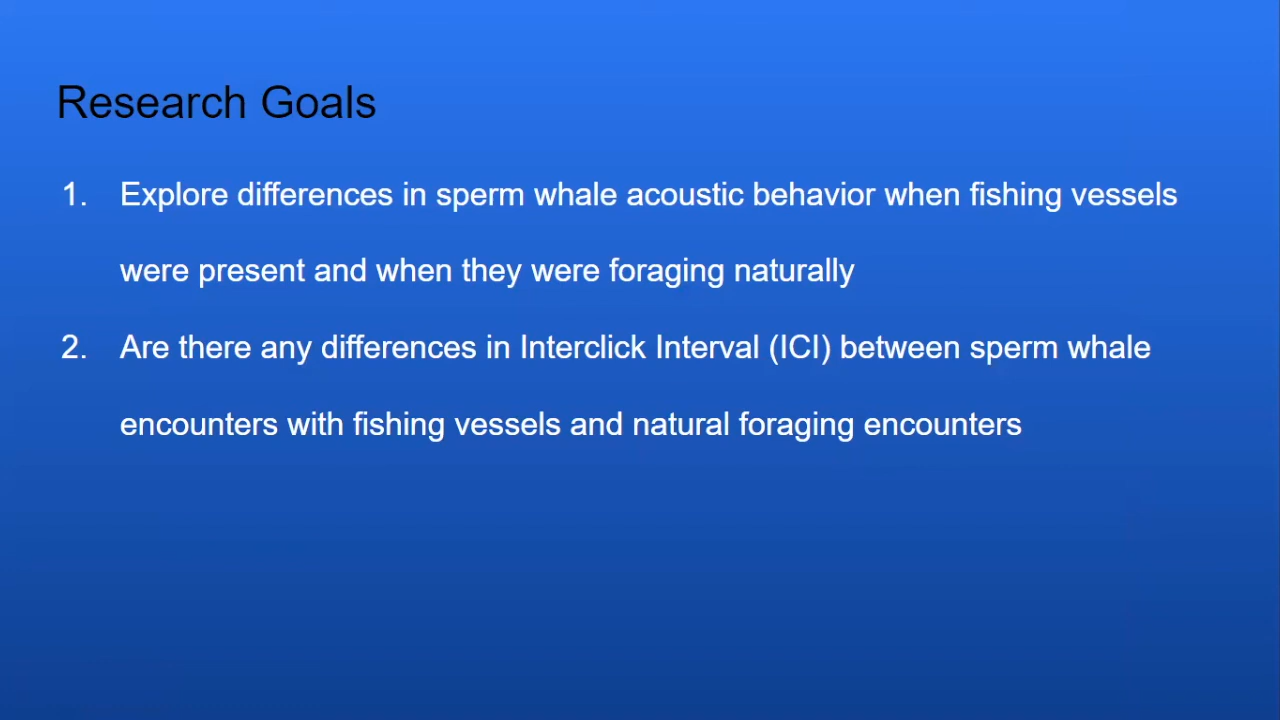 Research Goals
1. Explore differences in sperm whale acoustic behavior when fishing vessels
were present and when they were foraging naturally
2. Are there any differences in Interclick Interval (ICI) between sperm whale
encounters with fishing vessels and natural foraging encounters